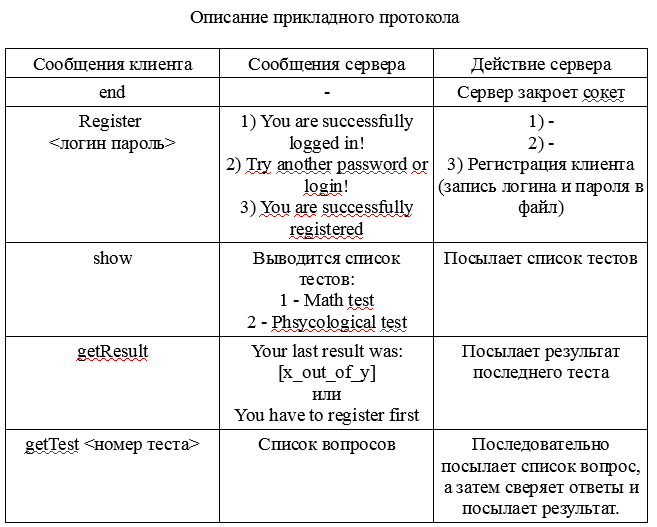 Описание прикладного протокола
Сообщения клиента
Сообщения сервера
Действие сервера
end
-
Сервер закроет сокет
Register
<логин пароль>
1) You are successfully
logged in!
2) Try another password or
login!
3) You are successfully
registered
1) -
2) -
3) Регистрация клиента
(запись логина и пароля в
файл)
show
Выводится список
тестов:
1 - Math test
2 - Phsycological test
Посылает список тестов
getResult
Your last result was:
[x_out_of_y]
или
You have to register first
Посылает результат
последнего теста
getTest <номер теста>
Список вопросов
Последовательно
посылает список вопрос,
а затем сверяет ответы и
посылает результат.